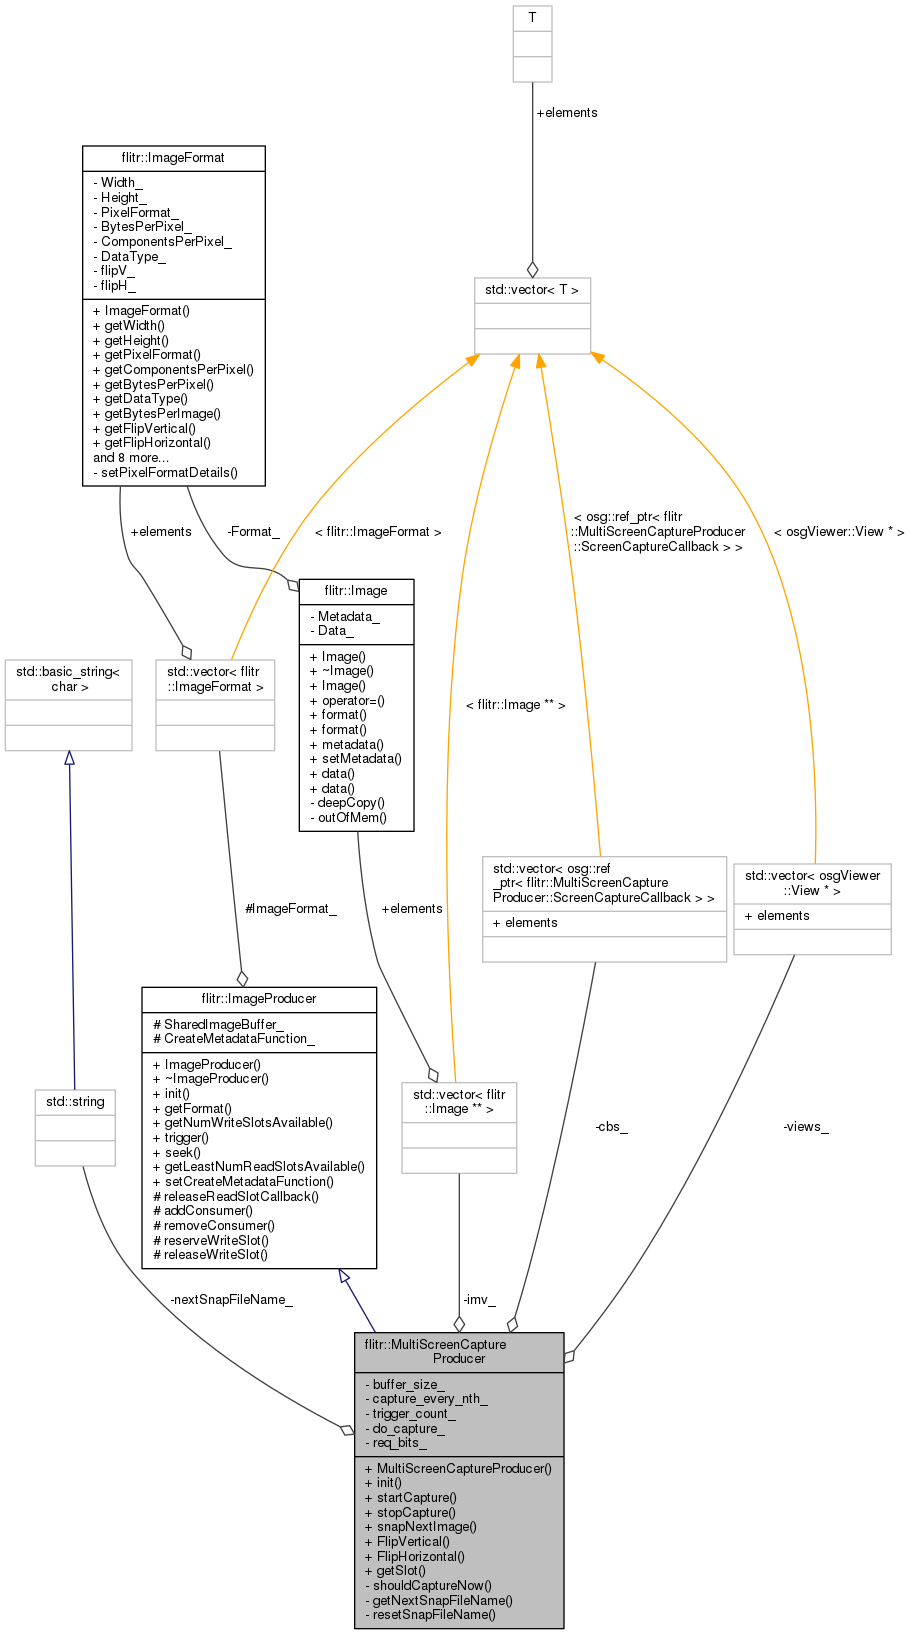 T
+elements
flitr::ImageFormat
- Width_
- Height_
- PixelFormat_
- BytesPerPixel_
- ComponentsPerPixel_
- DataType_
- flipV_
- flipH_
+ ImageFormat()
+ getWidth()
+ getHeight()
+ getPixelFormat()
+ getComponentsPerPixel()
+ getBytesPerPixel()
+ getDataType()
+ getBytesPerImage()
+ getFlipVertical()
+ getFlipHorizontal()
and 8 more...
- setPixelFormatDetails()
std::vector< T >
+elements
-Format_
< flitr::ImageFormat >
< osg::ref_ptr< flitr
::MultiScreenCaptureProducer
::ScreenCaptureCallback > >
< osgViewer::View * >
flitr::Image
- Metadata_
- Data_
+ Image()
+ ~Image()
+ Image()
+ operator=()
+ format()
+ format()
+ metadata()
+ setMetadata()
+ data()
+ data()
- deepCopy()
- outOfMem()
std::basic_string<
char >
std::vector< flitr
::ImageFormat >
< flitr::Image ** >
std::vector< osg::ref
_ptr< flitr::MultiScreenCapture
Producer::ScreenCaptureCallback > >
+ elements
std::vector< osgViewer
::View * >
+ elements
#ImageFormat_
+elements
flitr::ImageProducer
# SharedImageBuffer_
# CreateMetadataFunction_
+ ImageProducer()
+ ~ImageProducer()
+ init()
+ getFormat()
+ getNumWriteSlotsAvailable()
+ trigger()
+ seek()
+ getLeastNumReadSlotsAvailable()
+ setCreateMetadataFunction()
# releaseReadSlotCallback()
# addConsumer()
# removeConsumer()
# reserveWriteSlot()
# releaseWriteSlot()
std::string
std::vector< flitr
::Image ** >
-cbs_
-views_
-nextSnapFileName_
-imv_
flitr::MultiScreenCapture
Producer
- buffer_size_
- capture_every_nth_
- trigger_count_
- do_capture_
- req_bits_
+ MultiScreenCaptureProducer()
+ init()
+ startCapture()
+ stopCapture()
+ snapNextImage()
+ FlipVertical()
+ FlipHorizontal()
+ getSlot()
- shouldCaptureNow()
- getNextSnapFileName()
- resetSnapFileName()